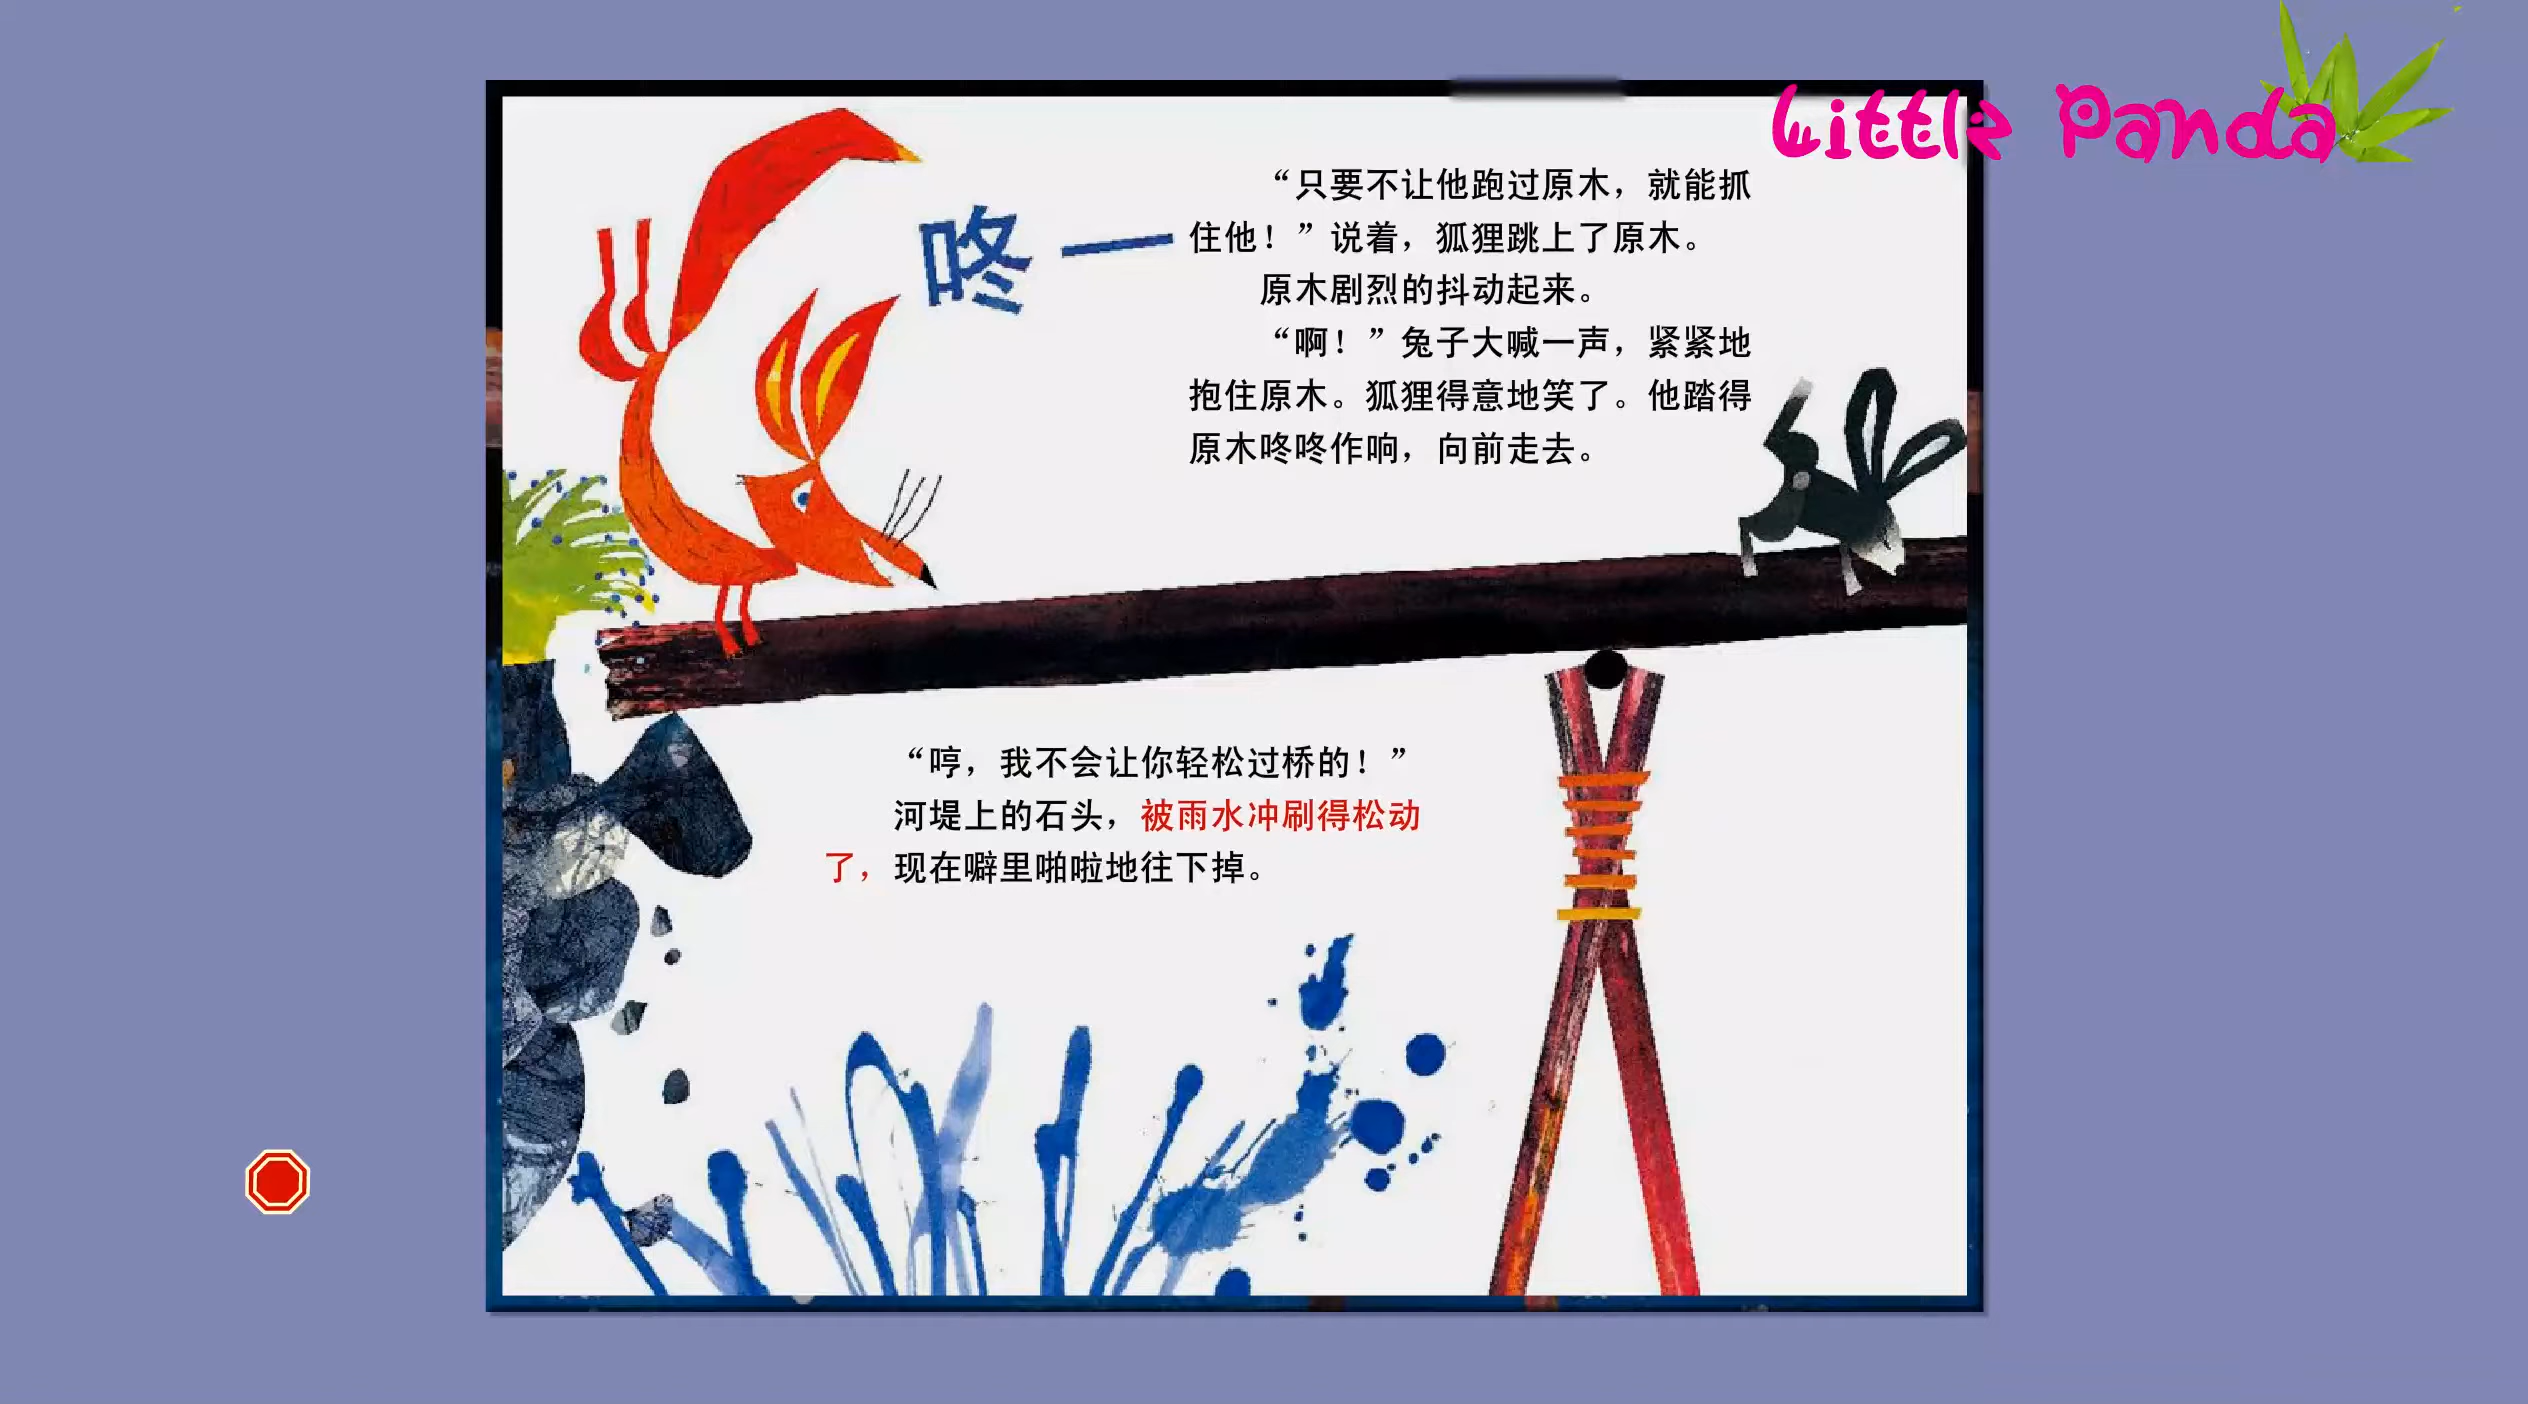 Little Panda
咚—
“只要不让他跑过原木，就能抓
住他！”说着，狐狸跳上了原木。
原木剧烈的抖动起来。
“啊！”兔子大喊一声，紧紧地
抱住原木。狐狸得意地笑了。他踏得
原木咚咚作响，向前走去。
“哼，我不会让你轻松过桥的！”
河堤上的石头，被雨水冲刷得松动
了，现在噼里啪啦地往下掉。